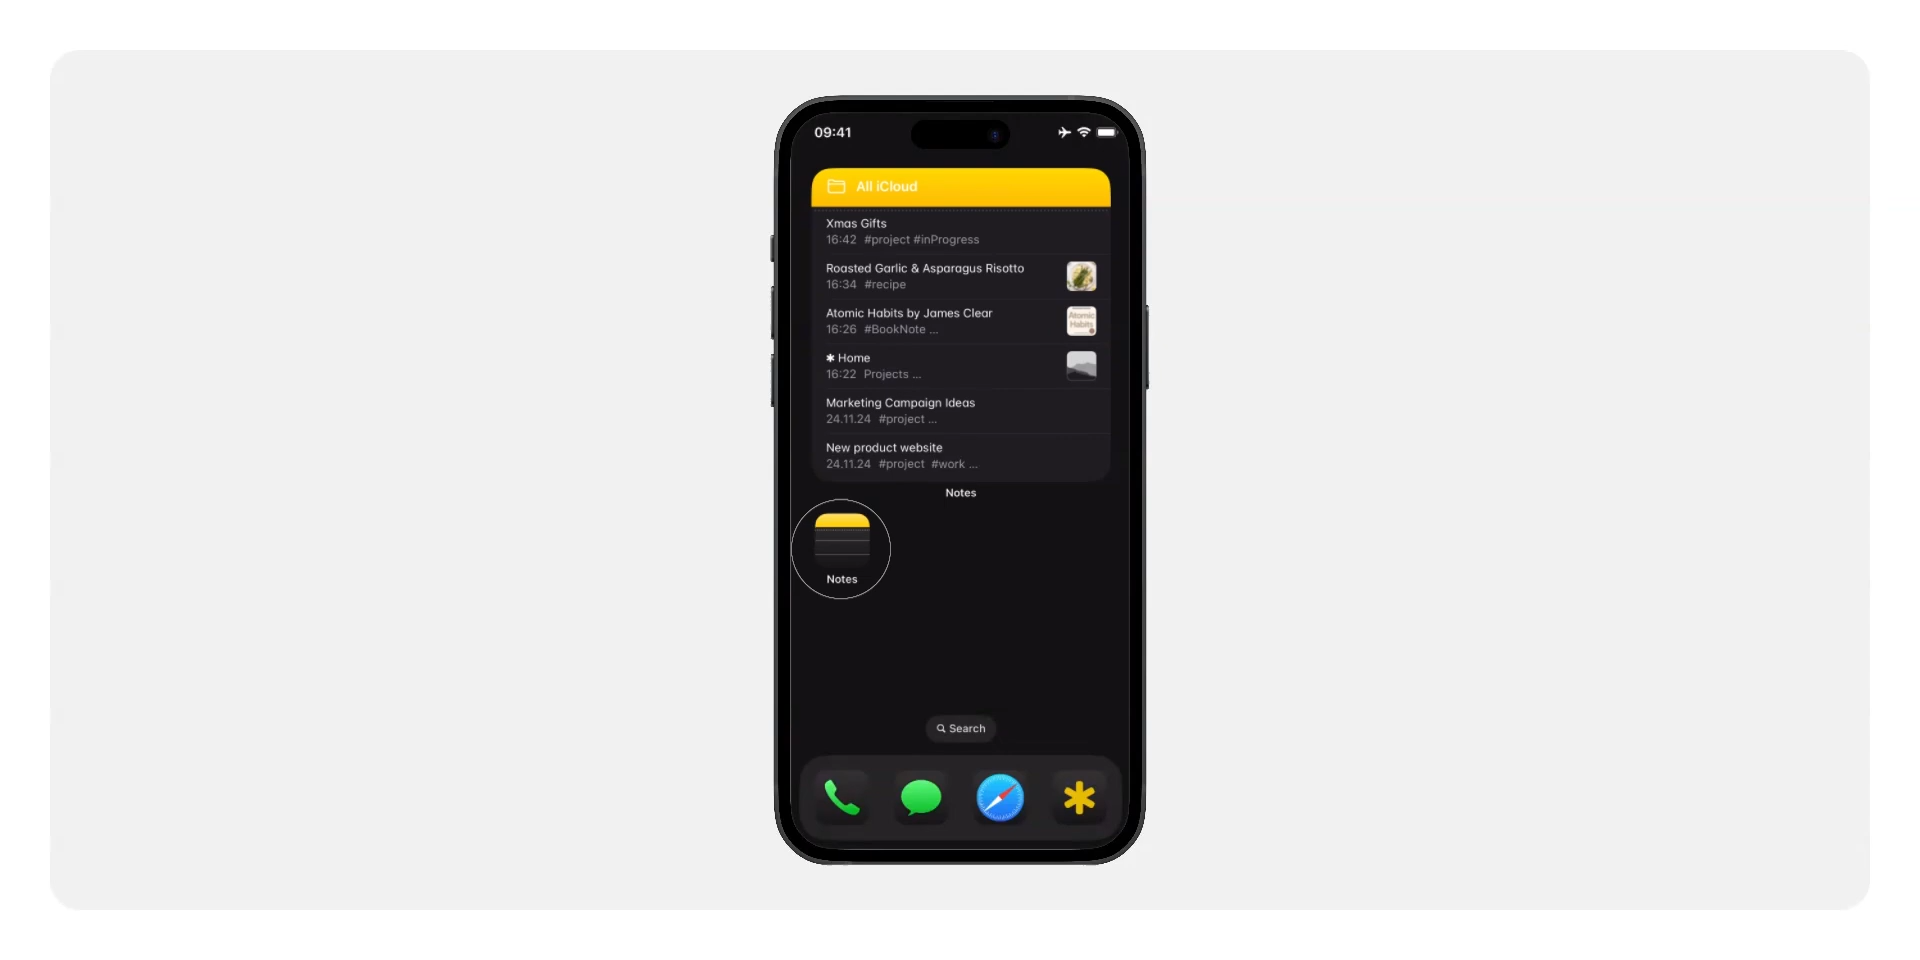 09:41
All iCloud
Xmas Gifts
16:42 #project #inProgress
Roasted Garlic & Asparagus Risotto
16:34 #recipe
Atomic Habits by James Clear
16:26 #BookNote ...
Atomic
Habits
✱ Home
16:22 Projects ...
Marketing Campaign Ideas
24.11.24 #project ...
New product website
24.11.24 #project #work ...
Notes
Notes
Search